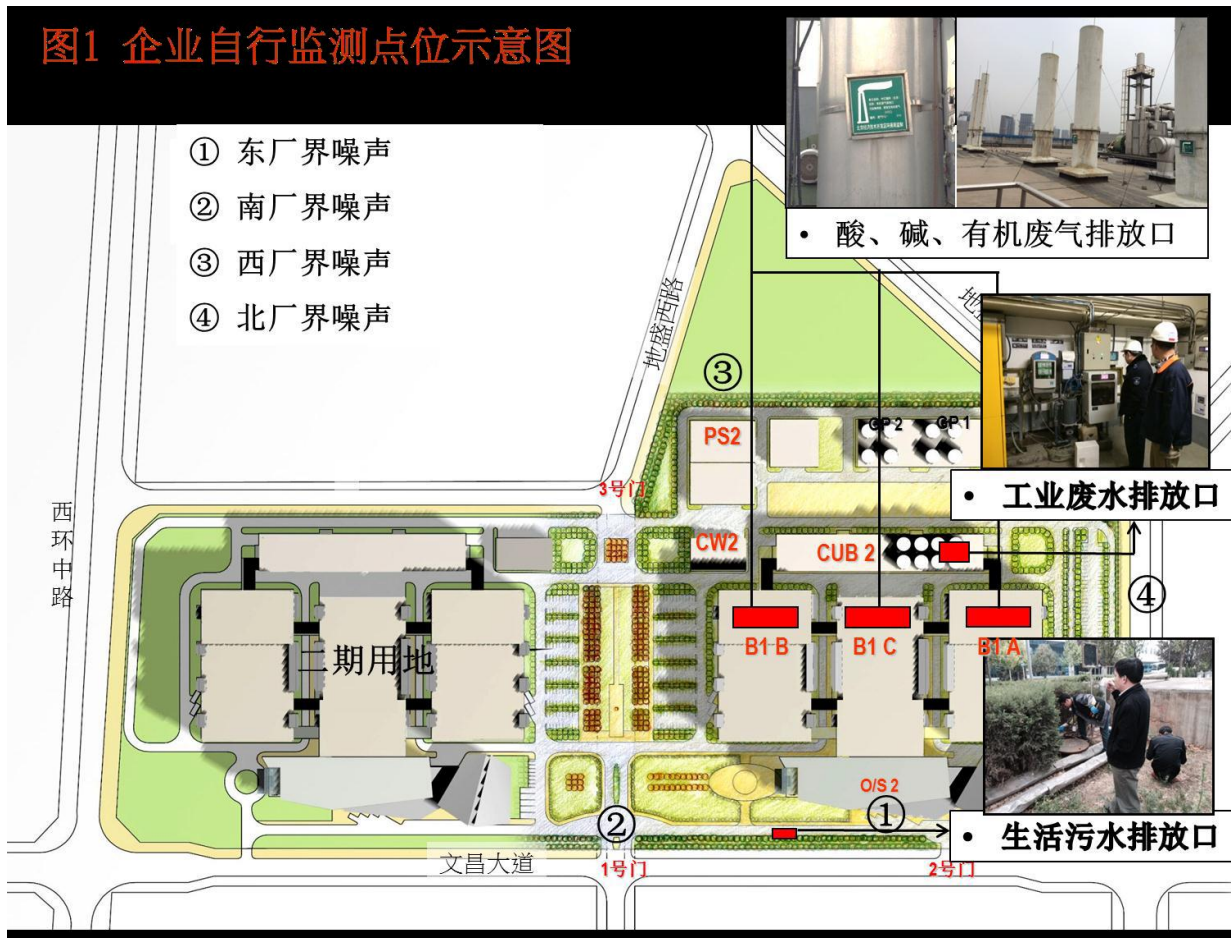 图1 企业自行监测点位示意图
① 东厂界噪声
② 南厂界噪声
③ 西厂界噪声
④ 北厂界噪声
• 酸、碱、有机废气排放口
地盛西路
③
PS2
GP 2
GP 1
• 工业废水排放口
3号门
西环中路
CW2
CUB 2
④
B1 B
B1 C
B1 A
二期用地
O/S 2
①
②
• 生活污水排放口
文昌大道
1号门
2号门